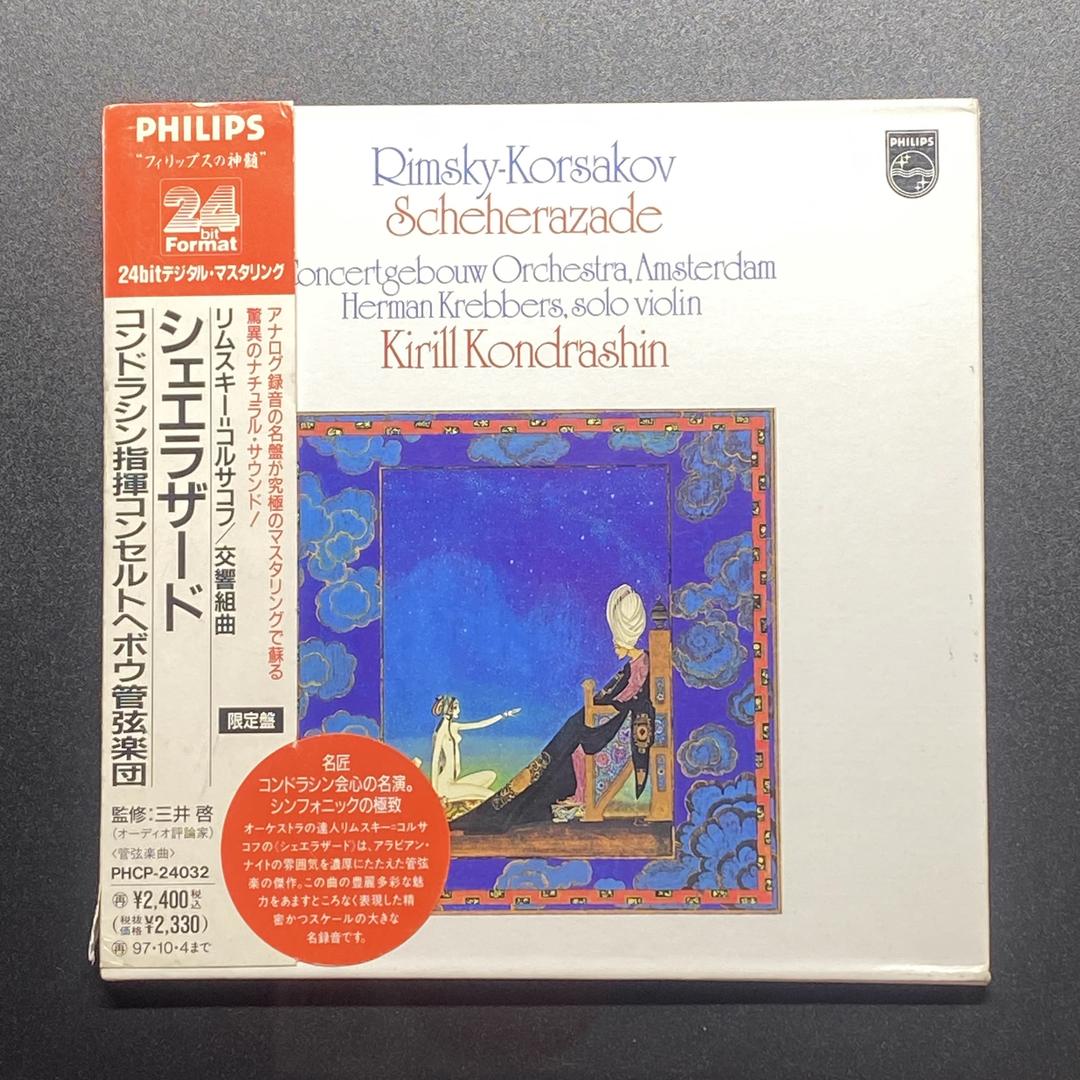 PHILIPS
“フィリップスの神髄”
24
bit
Format
24bitデジタル・マスタリング
アナログ録音の名盤が究極のマスタリングで蘇る
驚異のナチュラル・サウンド!
リムスキー=コルサコフ/交響組曲
シェエラザード
コンドラシン指揮コンセルトヘボウ管弦楽団
限定盤
監修:三井 啓
(オーディオ評論家)
〈管弦楽曲〉
PHCP-24032
再 ¥2,400 税込
(税抜価格 ¥2,330)
再 97・10・4まで
名匠
コンドラシン会心の名演。
シンフォニックの極致
オーケストラの達人リムスキー=コルサ
コフの《シェエラザード》は、アラビアン・
ナイトの雰囲気を濃厚にたたえた管弦
楽の傑作。この曲の豊麗多彩な魅
力をあますところなく表現した精
密かつスケールの大きな
名録音です。
Rimsky-Korsakov
Scheherazade
oncertgebouw Orchestra, Amsterdam
Herman Krebbers, solo violin
Kirill Kondrashin
PHILIPS